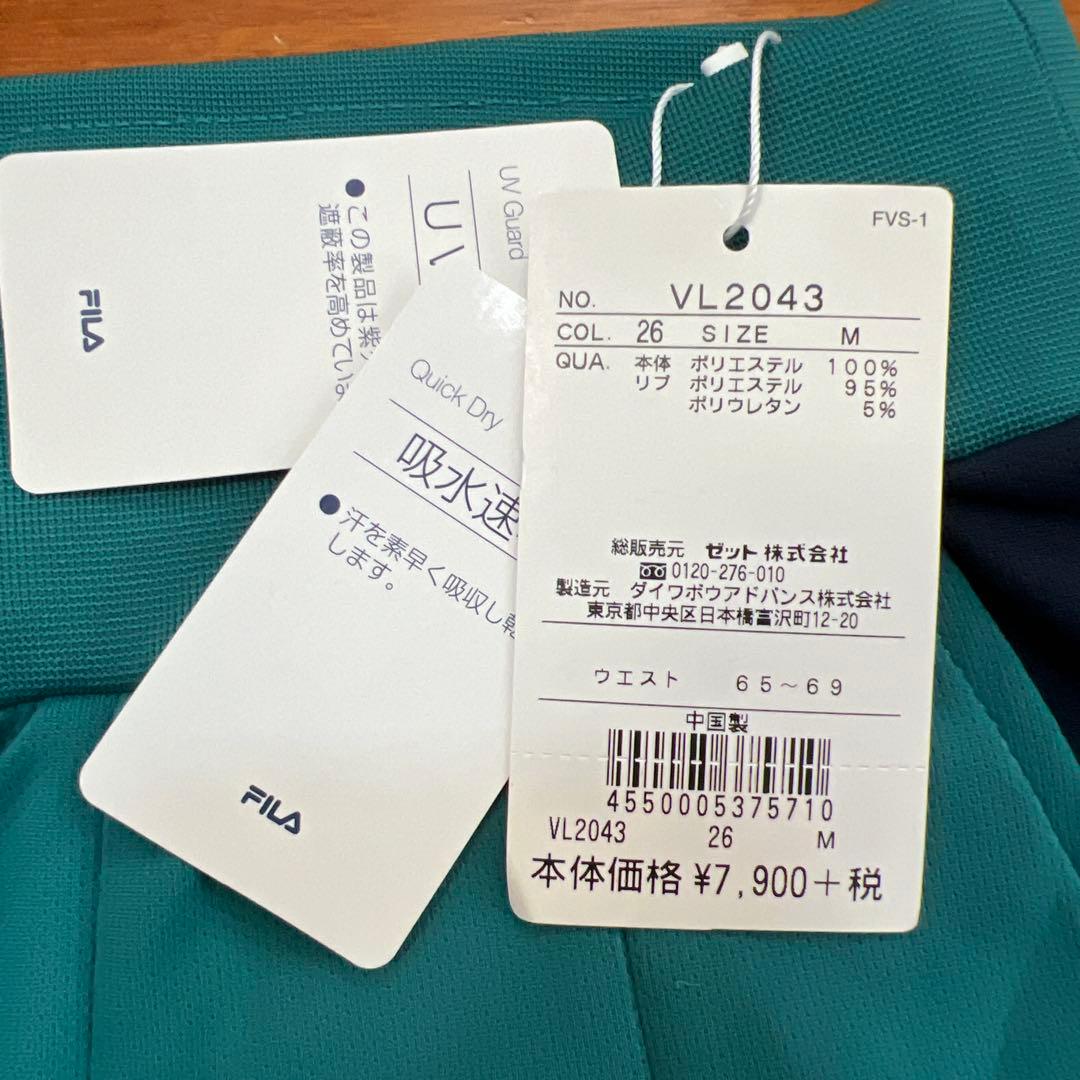 UV Guard
●この製品は紫
遮蔽率を高めていま
FILA
Quick Dry
吸水速
●汗を素早く吸収し乾
します。
FILA
FVS-1
NO. VL2043
COL. 26 SIZE M
QUA. 本体 ポリエステル 100%
リブ ポリエステル 95%
ポリウレタン 5%
総販売元 ゼット株式会社
0120-276-010
製造元 ダイワボウアドバンス株式会社
東京都中央区日本橋富沢町12-20
ウエスト 65~69
中国製
4550005375710
VL2043 26 M
本体価格 ¥7,900+税